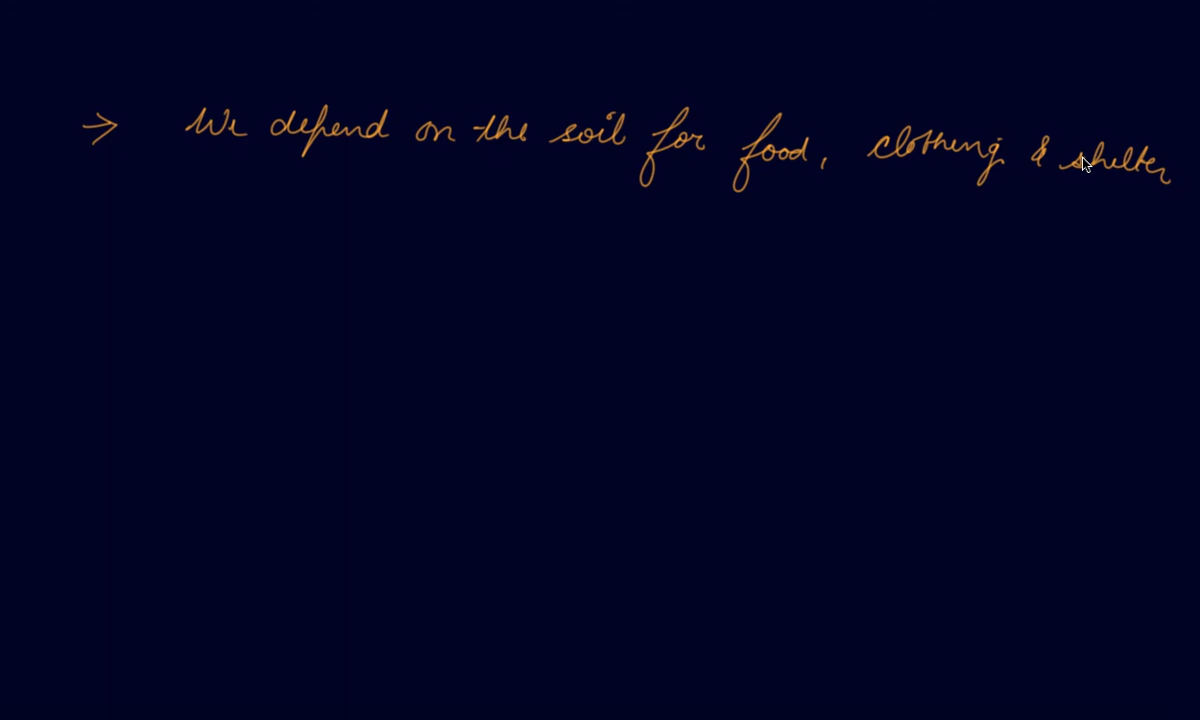 → We depend on the soil for food, clothing & shelter